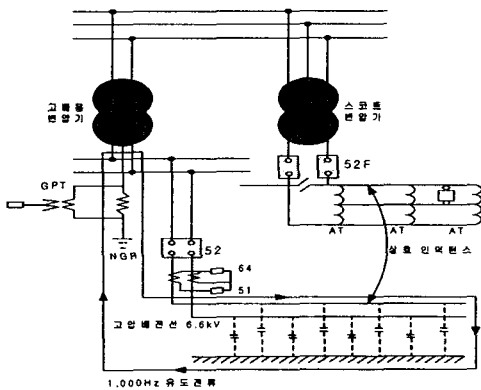 고배용
변압기
스코트
변압기
52F
GPT
AT
AT
AT
NGR
52
상호 인덕턴스
64
51
고압배전선 6.6kV
1,000Hz 유도전류